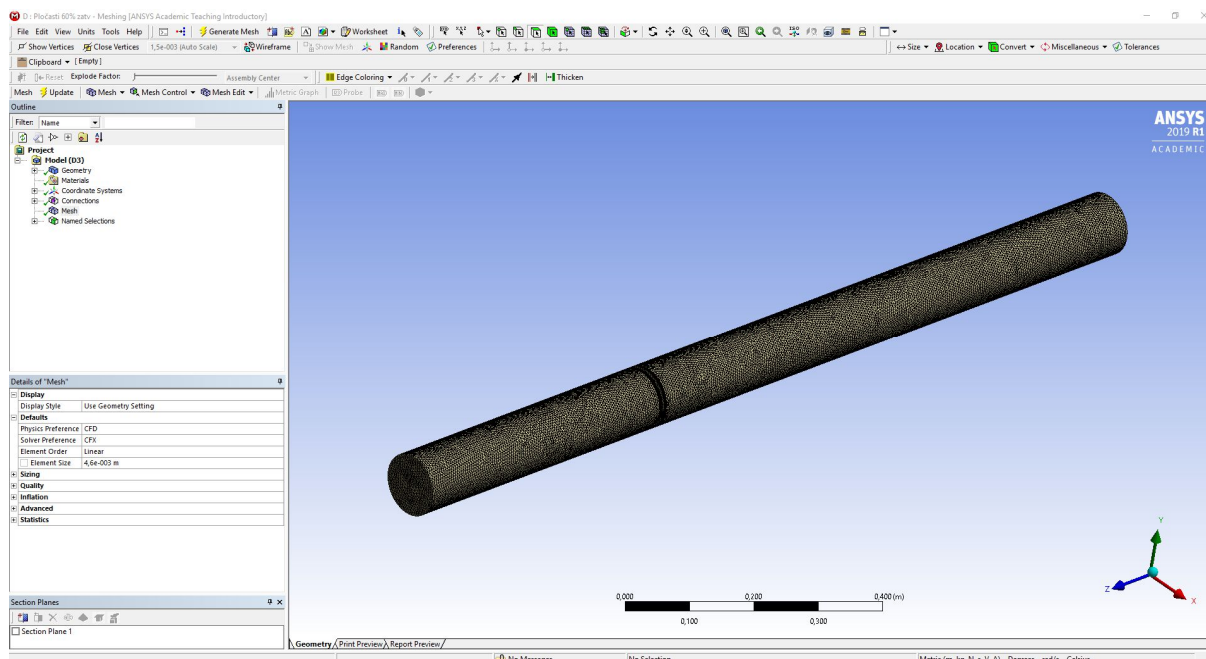 D : Pločasti 60% zatv - Meshing [ANSYS Academic Teaching Introductory]
File Edit View Units Tools Help Generate Mesh Worksheet
Show Vertices Close Vertices 1,5e-003 (Auto Scale) Wireframe Show Mesh Random Preferences Size Location Convert Miscellaneous Tolerances
Clipboard [Empty]
Reset Explode Factor: Assembly Center Edge Coloring Thicken
Mesh Update Mesh Mesh Control Mesh Edit Metric Graph Probe
Outline
Filter: Name
Project
Model (D3)
Geometry
Materials
Coordinate Systems
Connections
Mesh
Named Selections
ANSYS
2019 R1
ACADEMIC
Details of "Mesh"
Display
Display Style Use Geometry Setting
Defaults
Physics Preference CFD
Solver Preference CFX
Element Order Linear
Element Size 4,6e-003 m
Sizing
Quality
Inflation
Advanced
Statistics
Section Planes
Section Plane 1
0,000 0,200 0,400 (m)
0,100 0,300
Y
Z
X
Geometry Print Preview Report Preview
No Messages No Selection